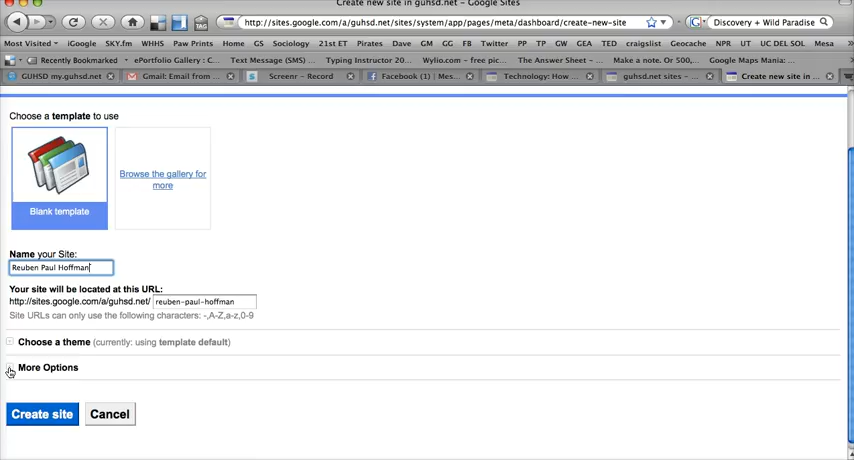 Create new site in guhsd.net - Google Sites
http://sites.google.com/a/guhsd.net/sites/system/app/pages/meta/dashboard/create-new-site
Discovery + Wild Paradise
TAG
Most Visited iGoogle SKY.fm WHHS Paw Prints Home GS Sociology 21st ET Pirates Dave GM GG FB Twitter PP TP GW GEA TED craigslist Geocache NPR UT UC DEL SOL Mesa »
Recently Bookmarked ePortfolio Gallery : C... Text Message (SMS) ... Typing Instructor 20... Wylio.com - free pic... The Answer Sheet - ... Make a note. Or 500,... Google Maps Mania: ...
GUHSD my.guhsd.net Gmail: Email from ... Screenr - Record Facebook (1) | Mes... Technology: How ... guhsd.net sites - ... Create new site in ...
Choose a template to use
Blank template
Browse the gallery for
more
Name your Site:
Reuben Paul Hoffman
Your site will be located at this URL:
http://sites.google.com/a/guhsd.net/ reuben-paul-hoffman
Site URLs can only use the following characters: -,A-Z,a-z,0-9
Choose a theme (currently: using template default)
More Options
Create site Cancel